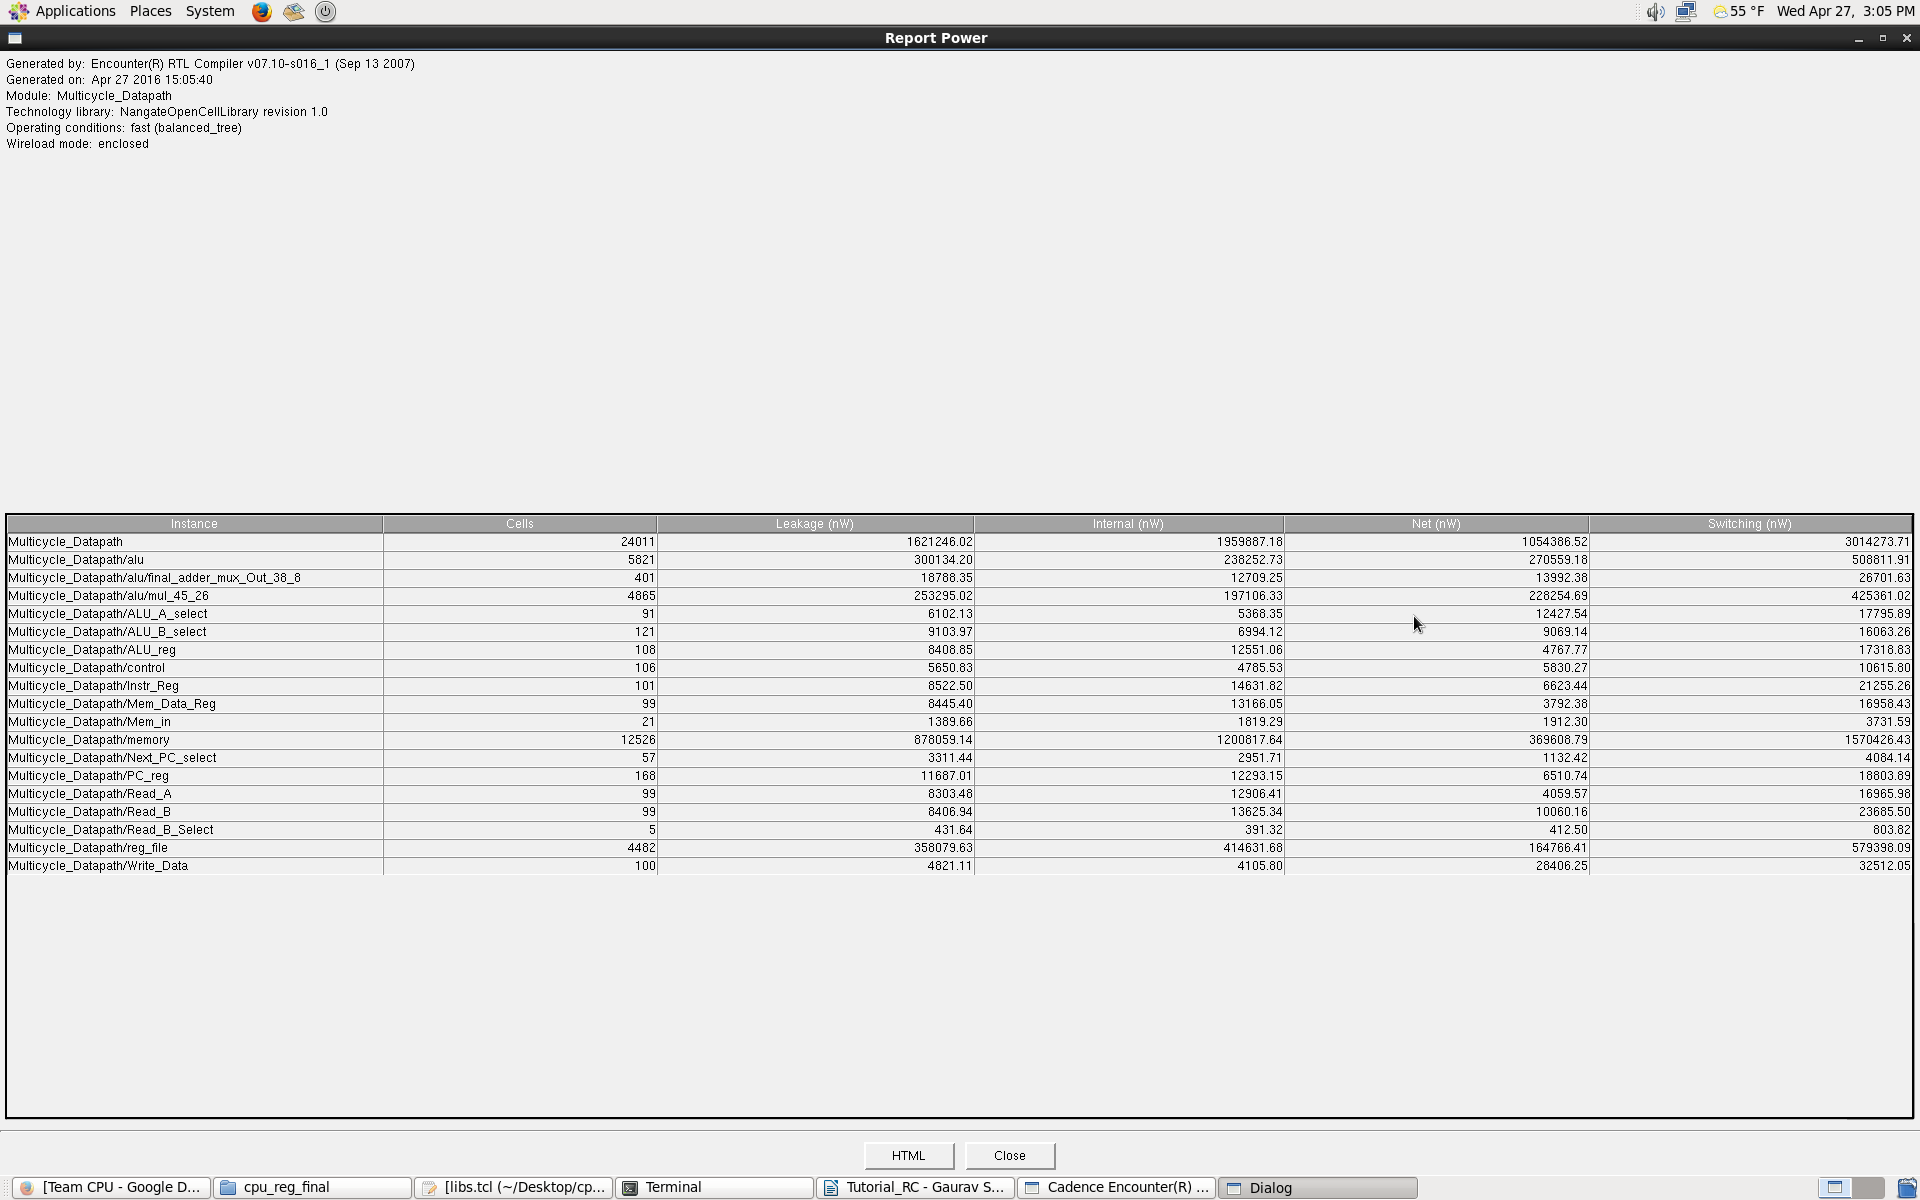 Applications Places System 55 °F Wed Apr 27, 3:05 PM
Report Power
Generated by: Encounter(R) RTL Compiler v07.10-s016_1 (Sep 13 2007)
Generated on: Apr 27 2016 15:05:40
Module: Multicycle_Datapath
Technology library: NangateOpenCellLibrary revision 1.0
Operating conditions: fast (balanced_tree)
Wireload mode: enclosed
Instance Cells Leakage (nW) Internal (nW) Net (nW) Switching (nW)
Multicycle_Datapath 24011 1621246.02 1959887.18 1054386.52 3014273.71
Multicycle_Datapath/alu 5821 300134.20 238252.73 270559.18 508811.91
Multicycle_Datapath/alu/final_adder_mux_Out_38_8 401 18788.35 12709.25 13992.38 26701.63
Multicycle_Datapath/alu/mul_45_26 4865 253295.02 197106.33 228254.69 425361.02
Multicycle_Datapath/ALU_A_select 91 6102.13 5368.35 12427.54 17795.89
Multicycle_Datapath/ALU_B_select 121 9103.97 6994.12 9069.14 16063.26
Multicycle_Datapath/ALU_reg 108 8408.85 12551.06 4767.77 17318.83
Multicycle_Datapath/control 106 5650.83 4785.53 5830.27 10615.80
Multicycle_Datapath/Instr_Reg 101 8522.50 14631.82 6623.44 21255.26
Multicycle_Datapath/Mem_Data_Reg 99 8445.40 13166.05 3792.38 16958.43
Multicycle_Datapath/Mem_in 21 1389.66 1819.29 1912.30 3731.59
Multicycle_Datapath/memory 12526 878059.14 1200817.64 369608.79 1570426.43
Multicycle_Datapath/Next_PC_select 57 3311.44 2951.71 1132.42 4084.14
Multicycle_Datapath/PC_reg 168 11687.01 12293.15 6510.74 18803.89
Multicycle_Datapath/Read_A 99 8303.48 12906.41 4059.57 16965.98
Multicycle_Datapath/Read_B 99 8406.94 13625.34 10060.16 23685.50
Multicycle_Datapath/Read_B_Select 5 431.64 391.32 412.50 803.82
Multicycle_Datapath/reg_file 4482 358079.63 414631.68 164766.41 579398.09
Multicycle_Datapath/Write_Data 100 4821.11 4105.80 28406.25 32512.05
HTML Close
[Team CPU - Google D... cpu_reg_final [libs.tcl (~/Desktop/cp... Terminal Tutorial_RC - Gaurav S... Cadence Encounter(R) ... Dialog